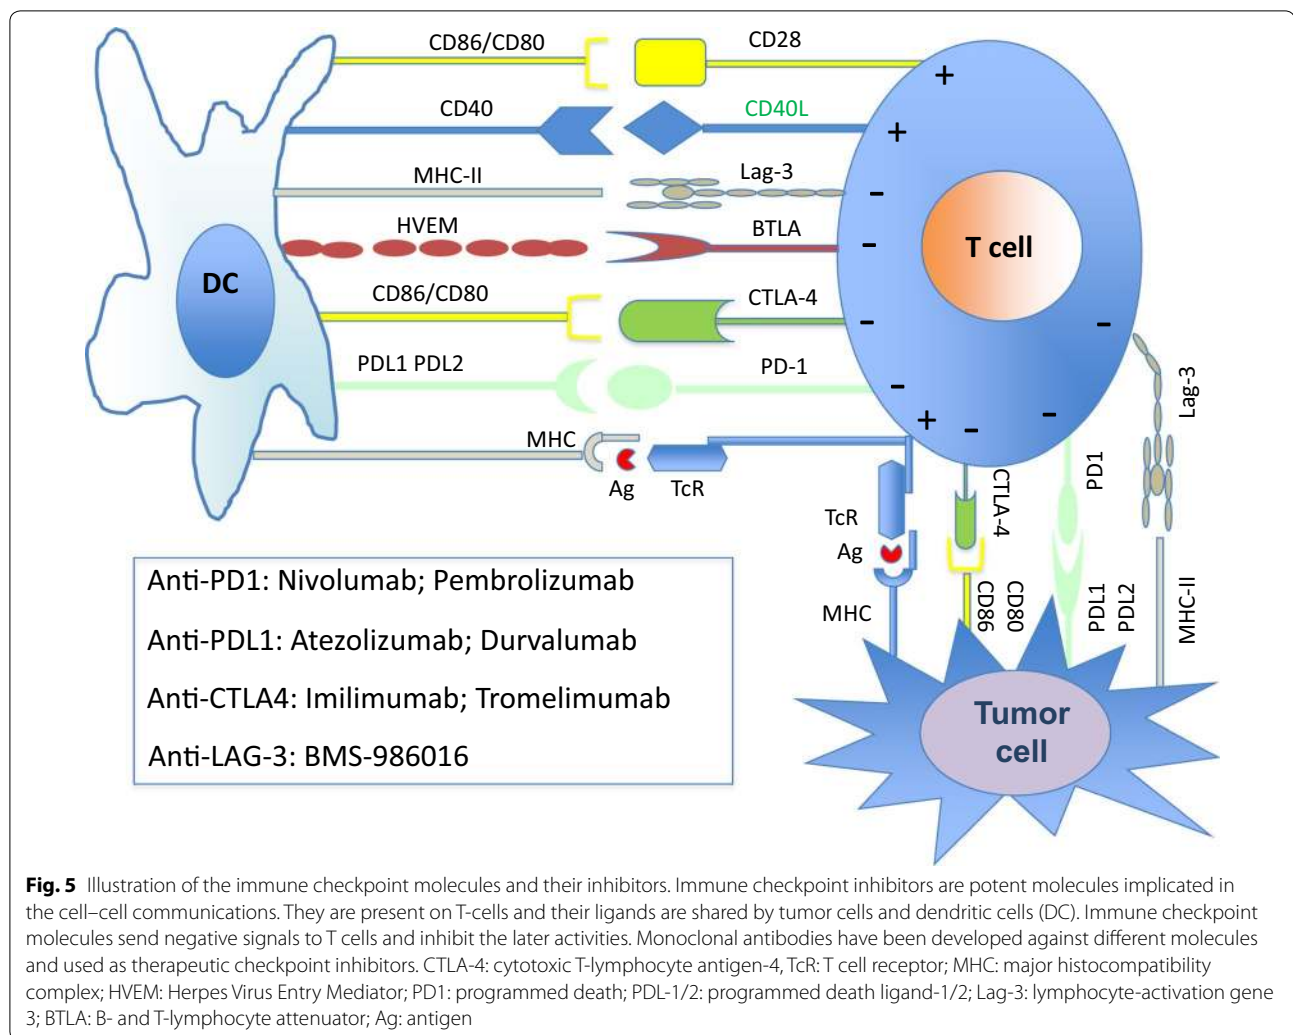 CD86/CD80
CD28
+
CD40
CD40L
+
MHC-II
Lag-3
-
HVEM
BTLA
-
T cell
DC
CD86/CD80
CTLA-4
-
-
PDL1 PDL2
PD-1
-
+
-
-
Lag-3
MHC
Ag
TcR
TcR
Ag
MHC
CTLA-4
CD86
CD80
PD1
PDL1
PDL2
MHC-II
Anti-PD1: Nivolumab; Pembrolizumab
Anti-PDL1: Atezolizumab; Durvalumab
Anti-CTLA4: Imilimumab; Tromelimumab
Anti-LAG-3: BMS-986016
Tumor
cell
Fig. 5 Illustration of the immune checkpoint molecules and their inhibitors. Immune checkpoint inhibitors are potent molecules implicated in
the cell–cell communications. They are present on T-cells and their ligands are shared by tumor cells and dendritic cells (DC). Immune checkpoint
molecules send negative signals to T cells and inhibit the later activities. Monoclonal antibodies have been developed against different molecules
and used as therapeutic checkpoint inhibitors. CTLA-4: cytotoxic T-lymphocyte antigen-4, TcR: T cell receptor; MHC: major histocompatibility
complex; HVEM: Herpes Virus Entry Mediator; PD1: programmed death; PDL-1/2: programmed death ligand-1/2; Lag-3: lymphocyte-activation gene
3; BTLA: B- and T-lymphocyte attenuator; Ag: antigen